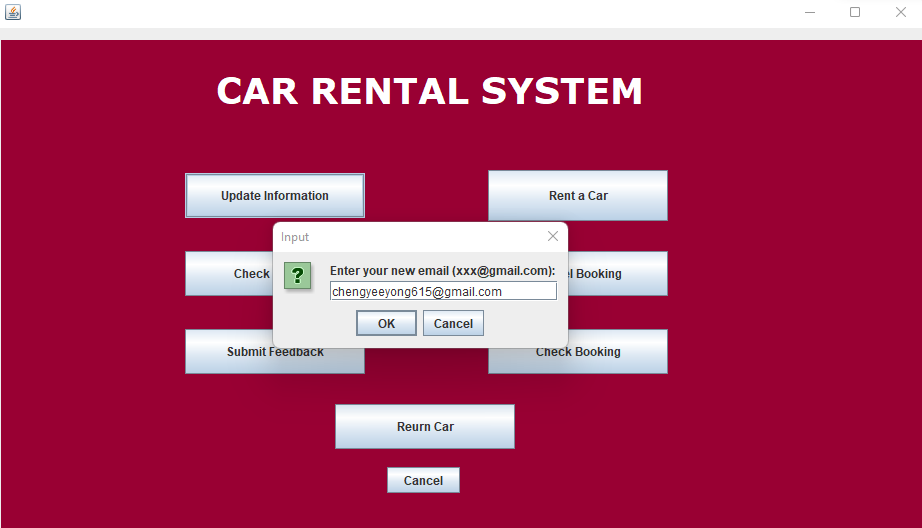 CAR RENTAL SYSTEM
Update Information
Rent a Car
Input
Enter your new email (xxx@gmail.com):
chengyeeyong615@gmail.com
OK
Cancel
Check
Booking
Submit Feedback
Check Booking
Reurn Car
Cancel